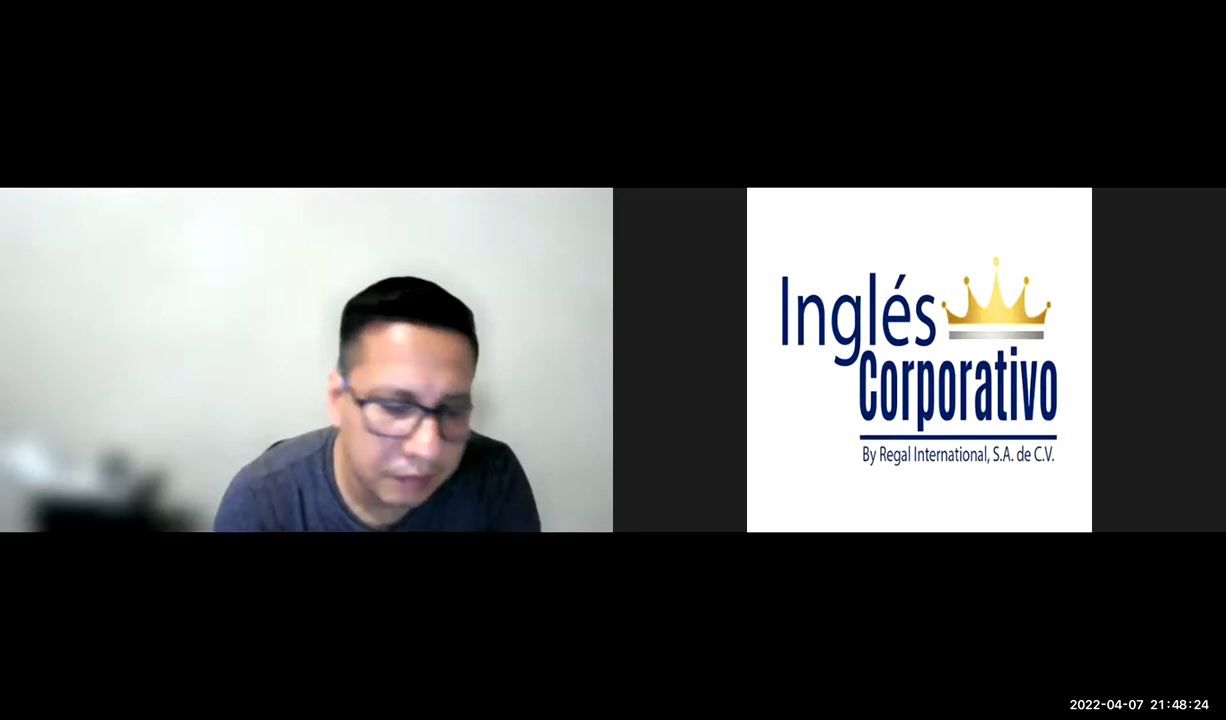 Inglés
Corporativo
By Regal International, S.A. de C.V.
2022-04-07 21:48:24